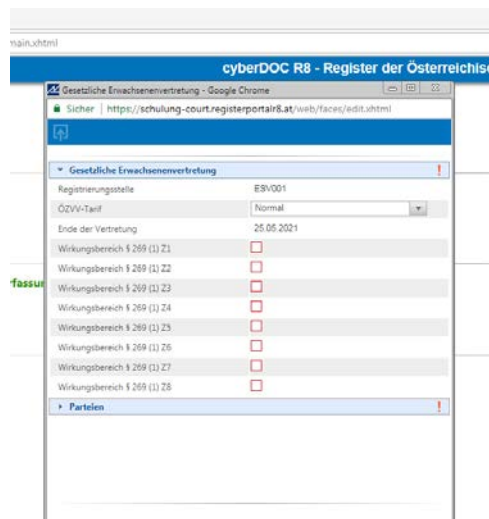 main.xhtml
cyberDOC R8 - Register der Österreichisc
Gesetzliche Erwachsenenvertretung - Google Chrome
Sicher | https://schulung-court.registerportalr8.at/web/faces/edit.xhtml
Gesetzliche Erwachsenenvertretung !
Registrierungsstelle ESV001
ÖZVV-Tarif Normal
Ende der Vertretung 25.05.2021
Wirkungsbereich § 269 (1) Z1
Wirkungsbereich § 269 (1) Z2
rfassun
Wirkungsbereich § 269 (1) Z3
Wirkungsbereich § 269 (1) Z4
Wirkungsbereich § 269 (1) Z5
Wirkungsbereich § 269 (1) Z6
Wirkungsbereich § 269 (1) Z7
Wirkungsbereich § 269 (1) Z8
Parteien !